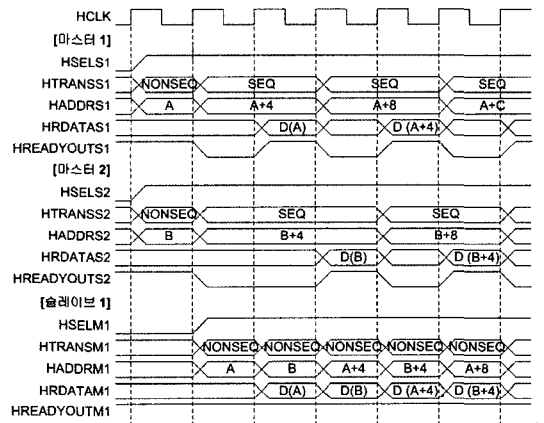 HCLK
[마스터 1]
HSELS1
HTRANSS1 NONSEQ SEQ SEQ SEQ
HADDRS1 A A+4 A+8 A+C
HRDATAS1 D(A) D (A+4)
HREADYOUTS1
[마스터 2]
HSELS2
HTRANSS2 NONSEQ SEQ SEQ
HADDRS2 B B+4 B+8
HRDATAS2 D(B) D (B+4)
HREADYOUTS2
[슬레이브 1]
HSELM1
HTRANSM1 NONSEQ NONSEQ NONSEQ NONSEQ NONSEQ
HADDRM1 A B A+4 B+4 A+8
HRDATAM1 D(A) D(B) D (A+4) D (B+4)
HREADYOUTM1